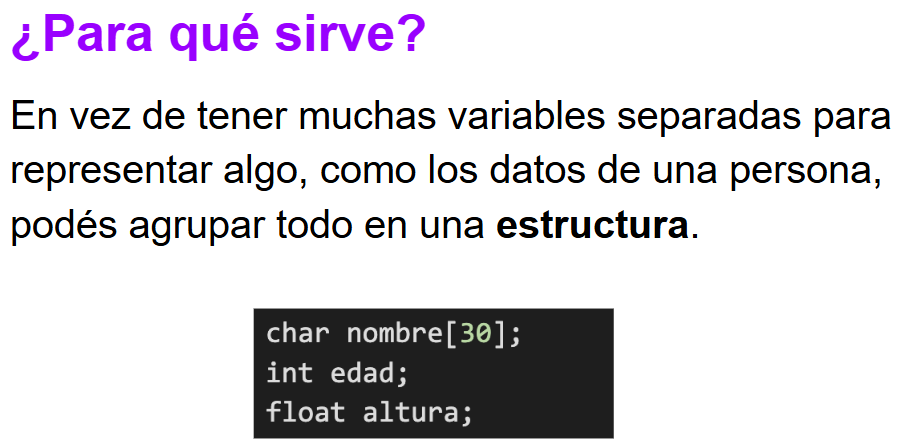 ¿Para qué sirve?
En vez de tener muchas variables separadas para
representar algo, como los datos de una persona,
podés agrupar todo en una estructura.
char nombre[30];
int edad;
float altura;